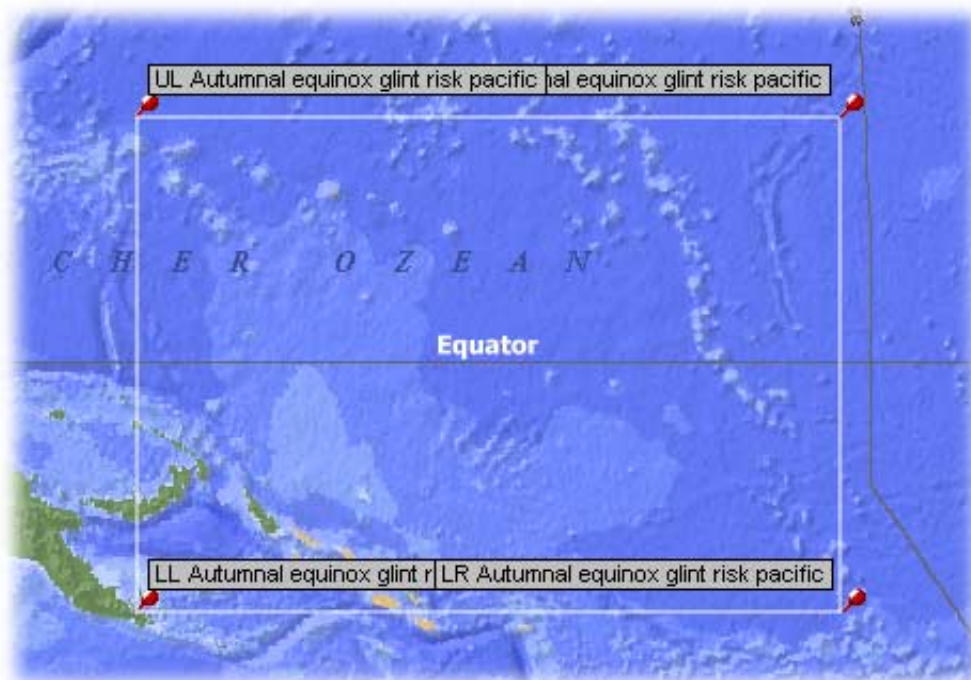 UL Autumnal equinox glint risk pacific
al equinox glint risk pacific
C H E R O Z E A N
Equator
LL Autumnal equinox glint r
LR Autumnal equinox glint risk pacific